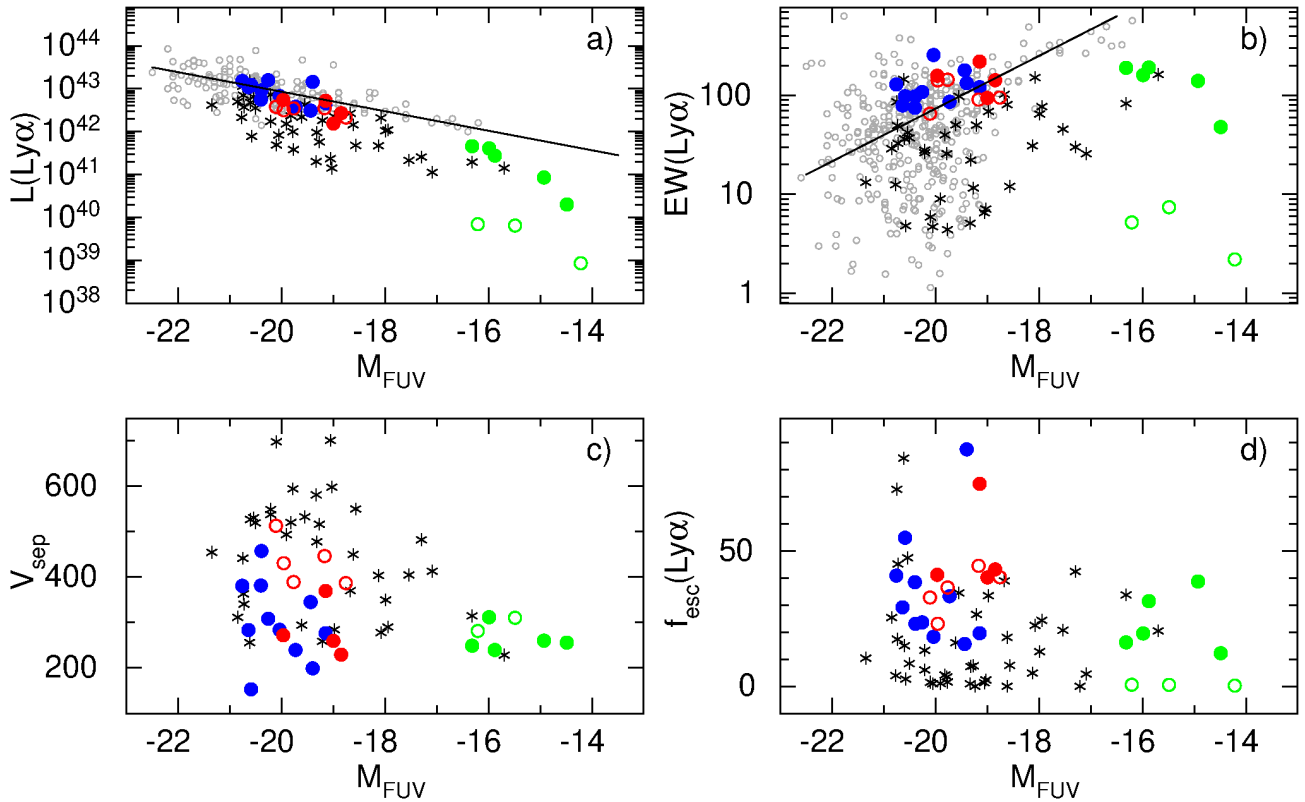 a)
L(Lyα)
10^44
10^43
10^42
10^41
10^40
10^39
10^38
-22 -20 -18 -16 -14
M_FUV
b)
EW(Lyα)
100
10
1
-22 -20 -18 -16 -14
M_FUV
c)
V_sep
600
400
200
-22 -20 -18 -16 -14
M_FUV
d)
f_esc(Lyα)
50
0
-22 -20 -18 -16 -14
M_FUV